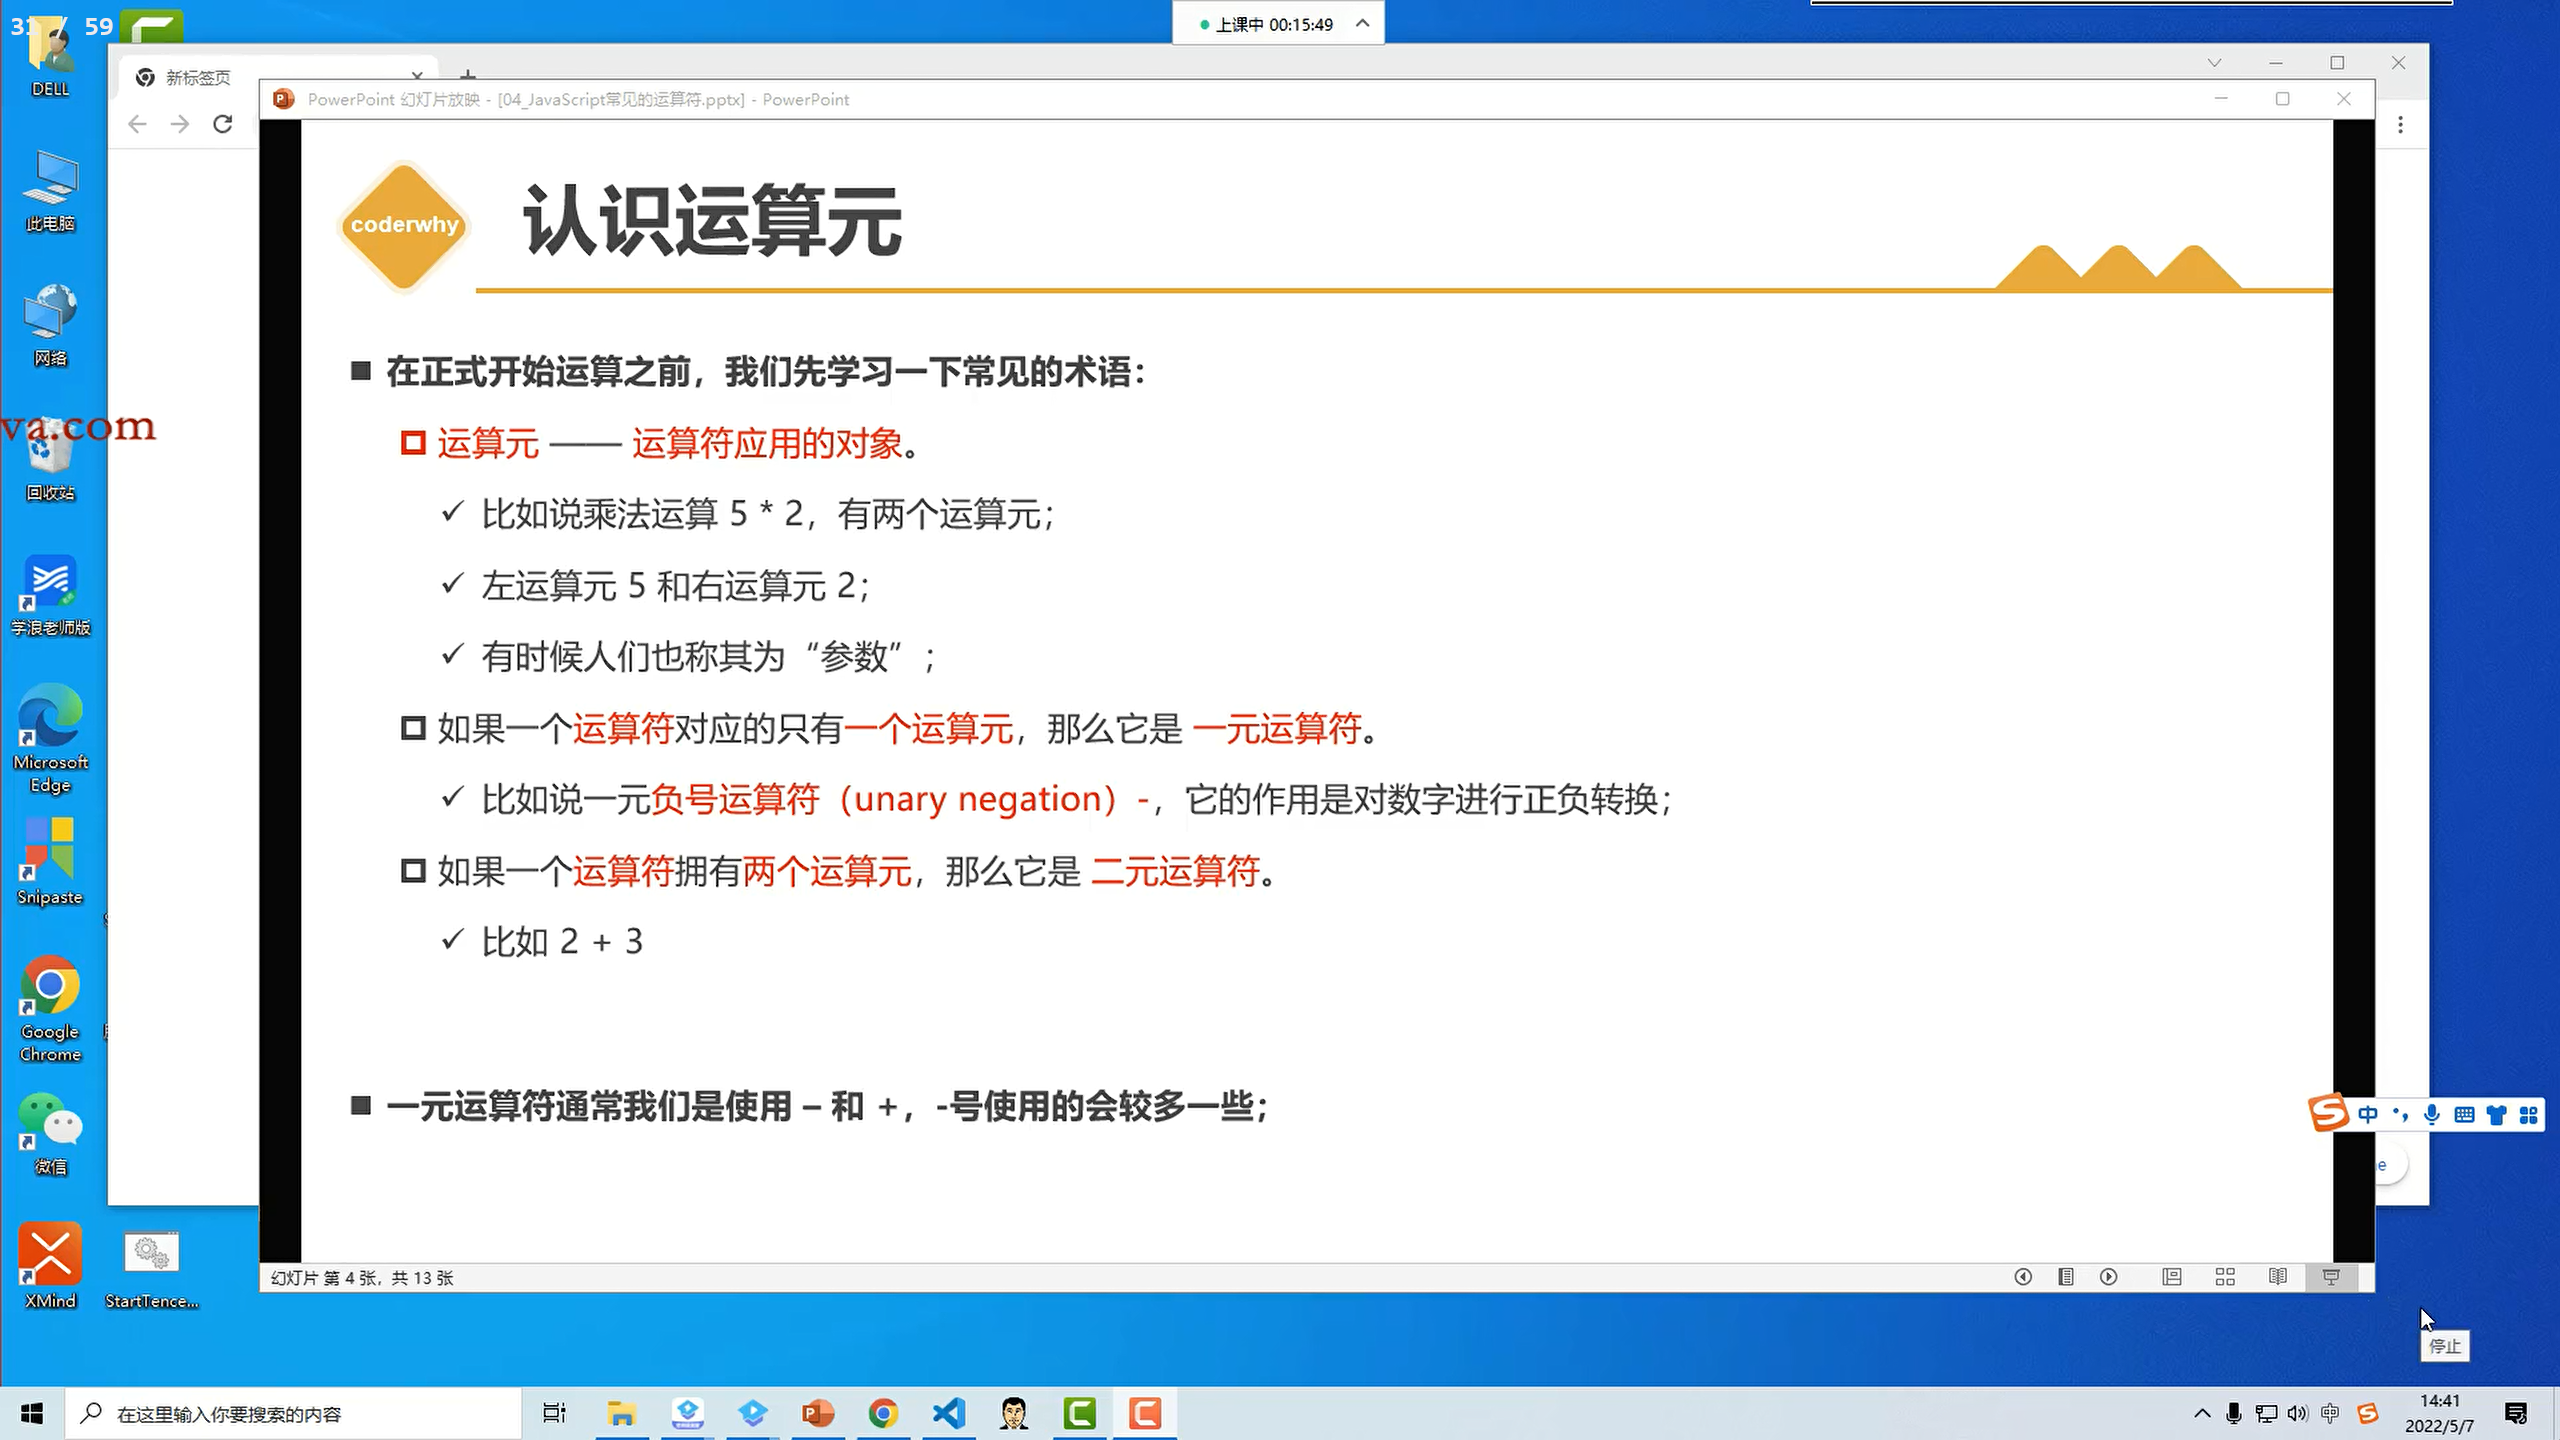 上课中 00:15:49
59
DELL
新标签页
PowerPoint 幻灯片放映 - [04_JavaScript常见的运算符.pptx] - PowerPoint
coderwhy
认识运算元
在正式开始运算之前，我们先学习一下常见的术语：
运算元 —— 运算符应用的对象。
比如说乘法运算 5 * 2，有两个运算元；
左运算元 5 和右运算元 2；
有时候人们也称其为“参数”；
如果一个运算符对应的只有一个运算元，那么它是 一元运算符。
比如说一元负号运算符（unary negation）-，它的作用是对数字进行正负转换；
如果一个运算符拥有两个运算元，那么它是 二元运算符。
比如 2 + 3
一元运算符通常我们是使用 – 和 +，-号使用的会较多一些；
幻灯片 第 4 张，共 13 张
此电脑
网络
va.com
回收站
学浪老师版
Microsoft
Edge
Snipaste
Google
Chrome
微信
XMind
StartTence...
中
停止
在这里输入你要搜索的内容
中
14:41
2022/5/7